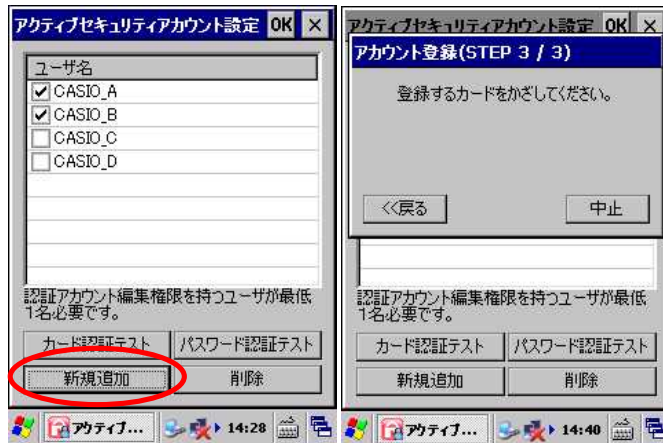 アクティブセキュリティアカウント設定 OK ×
ユーザ名
CASIO_A
CASIO_B
CASIO_C
CASIO_D
認証アカウント編集権限を持つユーザが最低
1名必要です。
カード認証テスト パスワード認証テスト
新規追加 削除
アクティブ... 14:28
アクティブセキュリティアカウント設定 OK ×
アカウント登録(STEP 3 / 3)
登録するカードをかざしてください。
<<戻る 中止
認証アカウント編集権限を持つユーザが最低
1名必要です。
カード認証テスト パスワード認証テスト
新規追加 削除
アクティブ... 14:40